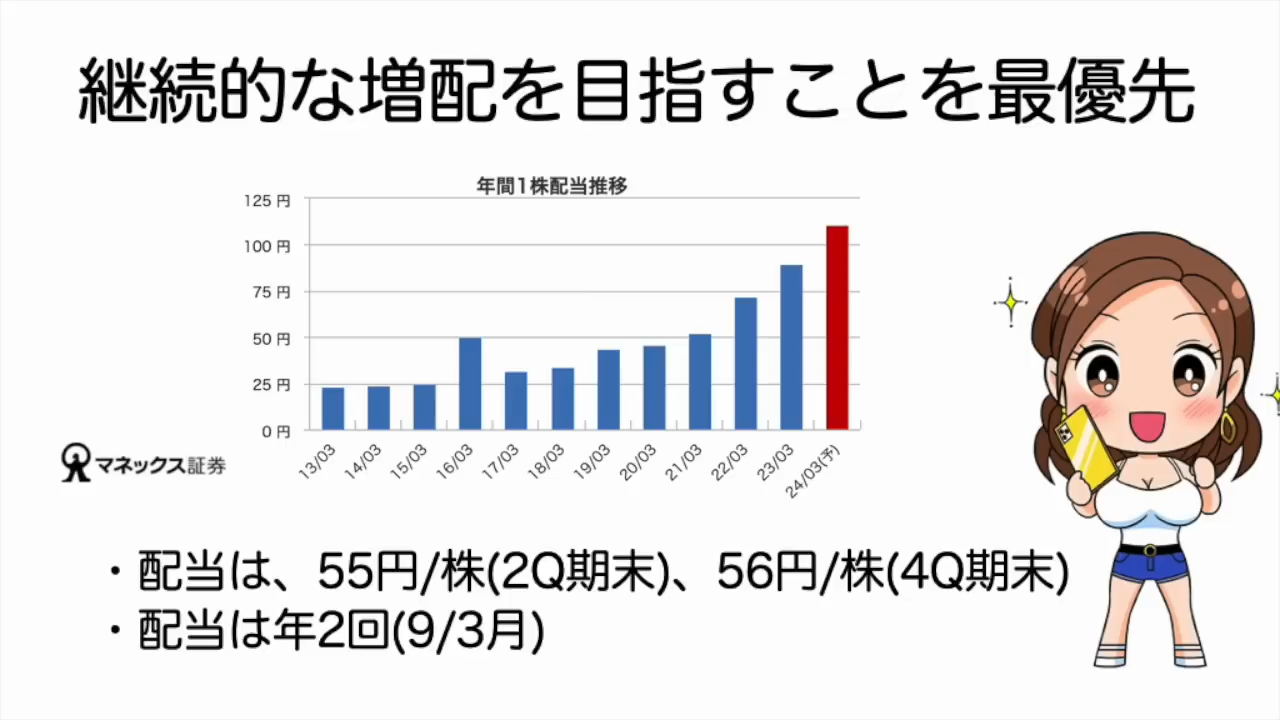 継続的な増配を目指すことを最優先
年間1株配当推移
125 円
100 円
75 円
50 円
25 円
0 円
13/03
14/03
15/03
16/03
17/03
18/03
19/03
20/03
21/03
22/03
23/03
24/03(予)
マネックス証券
・配当は、55円/株(2Q期末)、56円/株(4Q期末)
・配当は年2回(9/3月)